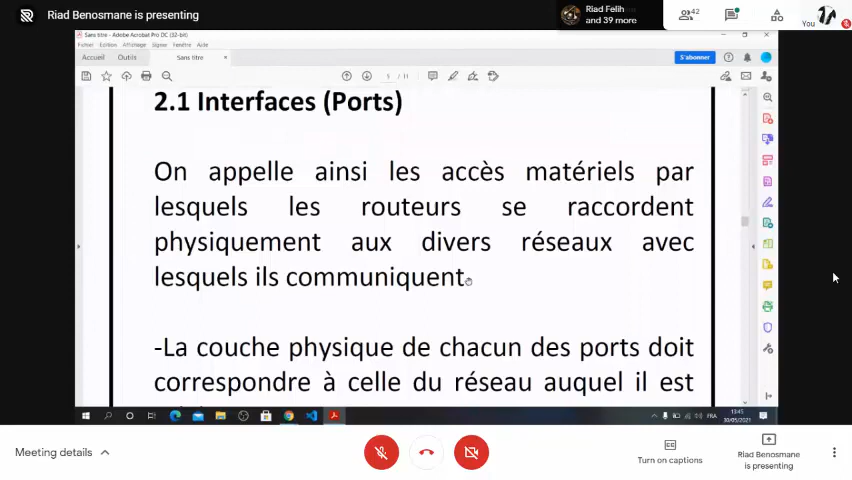 Riad Benosmane is presenting
Riad Felih
and 39 more
42
You
Sans titre - Adobe Acrobat Pro DC (32-bit)
Fichier Edition Affichage Signer Fenêtre Aide
Accueil Outils Sans titre × S'abonner
2.1 Interfaces (Ports)
On appelle ainsi les accès matériels par
lesquels les routeurs se raccordent
physiquement aux divers réseaux avec
lesquels ils communiquent.
-La couche physique de chacun des ports doit
correspondre à celle du réseau auquel il est
FRA
13:45
30/05/2021
Meeting details
Turn on captions
Riad Benosmane
is presenting